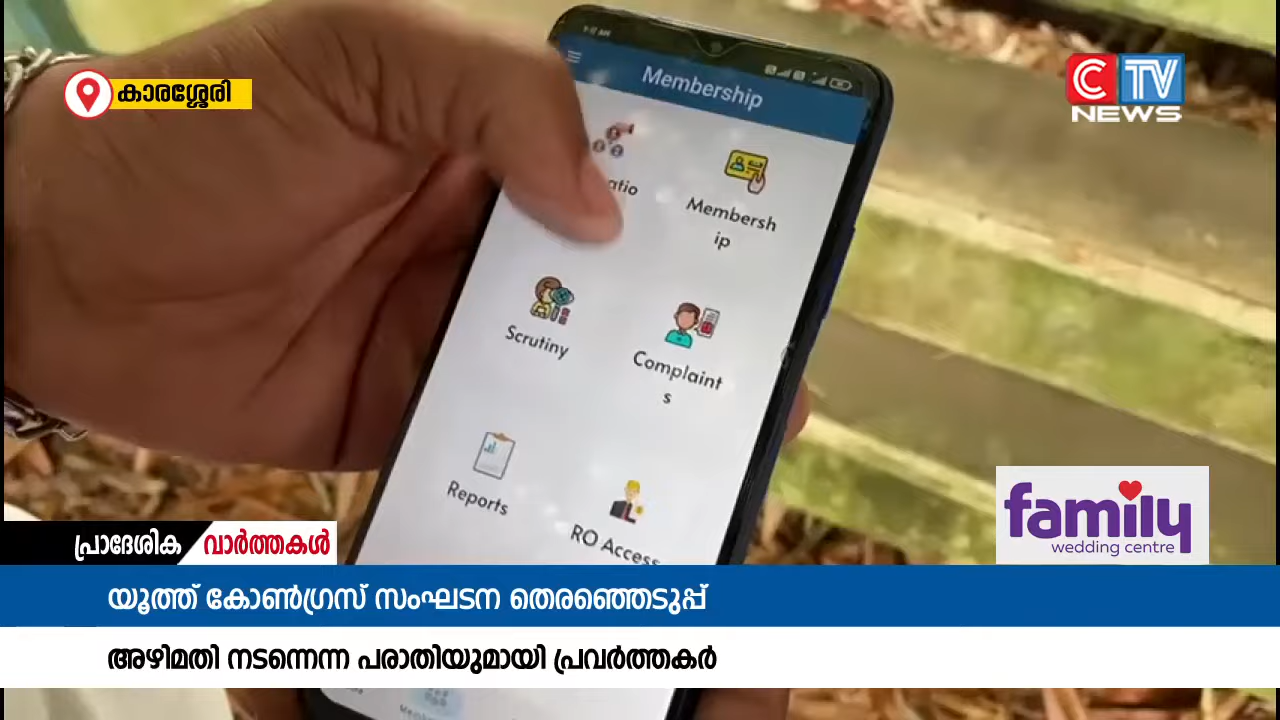 കാരശ്ശേരി
CTV
NEWS
Membership
Membersh
ip
Scrutiny
Complaint
s
Reports
RO Access
family
wedding centre
പ്രാദേശിക വാർത്തകൾ
യൂത്ത് കോൺഗ്രസ് സംഘടന തെരഞ്ഞെടുപ്പ്
അഴിമതി നടന്നെന്ന പരാതിയുമായി പ്രവർത്തകർ